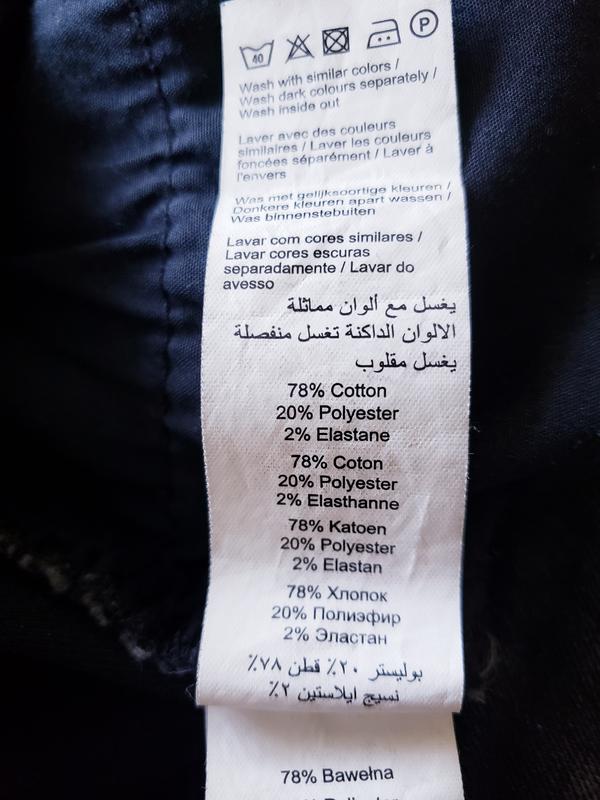 40 P
Wash with similar colors /
Wash dark colours separately /
Wash inside out
Laver avec des couleurs
similaires / Laver les couleurs
foncées séparément / Laver à
l'envers
Was met gelijksoortige kleuren /
Donkere kleuren apart wassen /
Was binnenstebuiten
Lavar com cores similares /
Lavar cores escuras
separadamente / Lavar do
avesso
يغسل مع ألوان مماثلة
الالوان الداكنة تغسل منفصلة
يغسل مقلوب
78% Cotton
20% Polyester
2% Elastane
78% Coton
20% Polyester
2% Elasthanne
78% Katoen
20% Polyester
2% Elastan
78% Хлопок
20% Полиэфир
2% Эластан
بوليستر ٢٠٪ قطن ٧٨٪
نسيج ايلاستين ٢٪
78% Bawełna